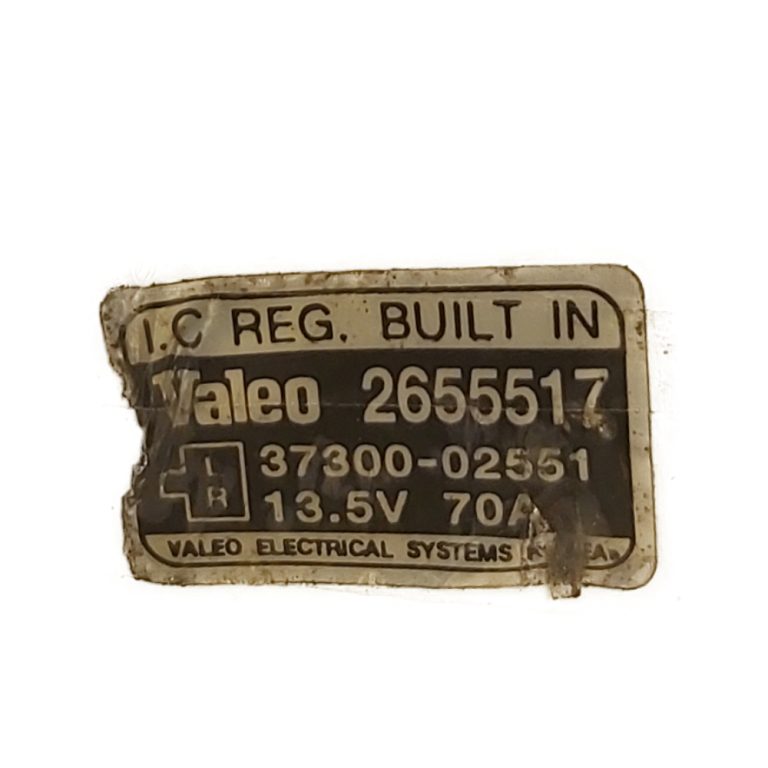 I.C REG. BUILT IN
Valeo 2655517
L 37300-02551
R 13.5V 70A
VALEO ELECTRICAL SYSTEMS